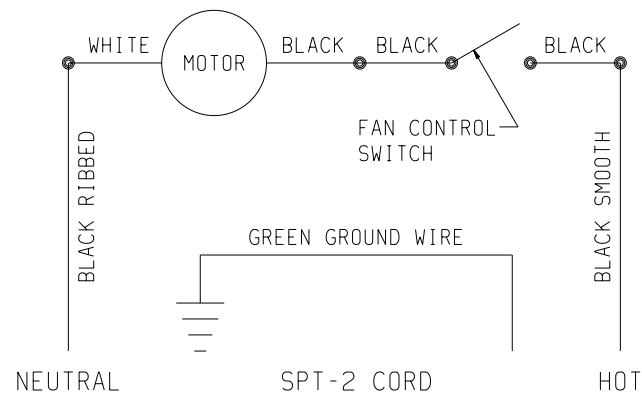 WHITE
MOTOR
BLACK
BLACK
BLACK
FAN CONTROL
SWITCH
BLACK RIBBED
BLACK SMOOTH
GREEN GROUND WIRE
NEUTRAL
SPT-2 CORD
HOT